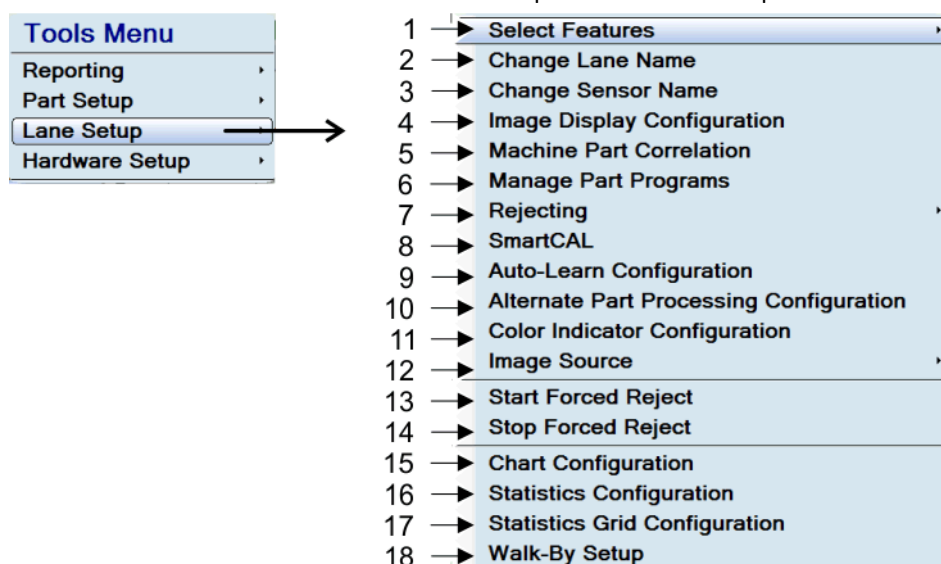 Tools Menu
Reporting
Part Setup
Lane Setup
Hardware Setup
1 Select Features
2 Change Lane Name
3 Change Sensor Name
4 Image Display Configuration
5 Machine Part Correlation
6 Manage Part Programs
7 Rejecting
8 SmartCAL
9 Auto-Learn Configuration
10 Alternate Part Processing Configuration
11 Color Indicator Configuration
12 Image Source
13 Start Forced Reject
14 Stop Forced Reject
15 Chart Configuration
16 Statistics Configuration
17 Statistics Grid Configuration
18 Walk-By Setup